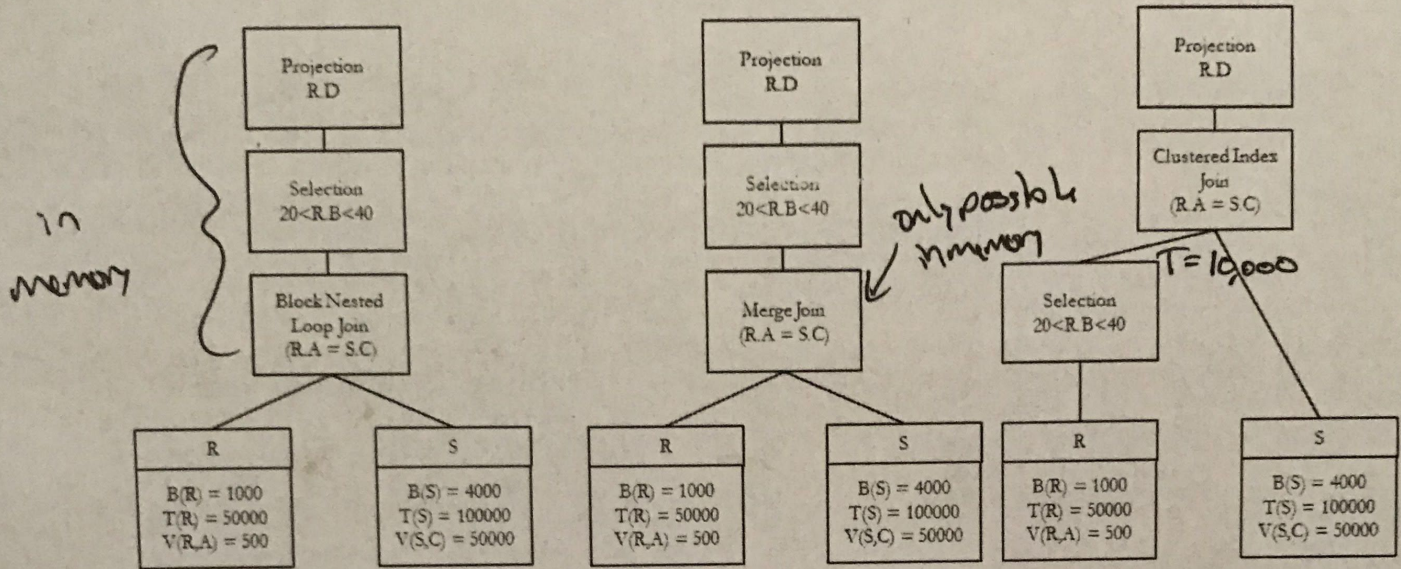 Projection
R.D
Selection
20<R.B<40
Block Nested
Loop Join
(R.A = S.C)
in
memory
R
B(R) = 1000
T(R) = 50000
V(R,A) = 500
S
B(S) = 4000
T(S) = 100000
V(S,C) = 50000
Projection
R.D
Selection
20<R.B<40
Merge Join
(R.A = S.C)
only possible
in memory
R
B(R) = 1000
T(R) = 50000
V(R,A) = 500
S
B(S) = 4000
T(S) = 100000
V(S,C) = 50000
Projection
R.D
Clustered Index
Join
(R.A = S.C)
T = 10,000
Selection
20<R.B<40
R
B(R) = 1000
T(R) = 50000
V(R,A) = 500
S
B(S) = 4000
T(S) = 100000
V(S,C) = 50000